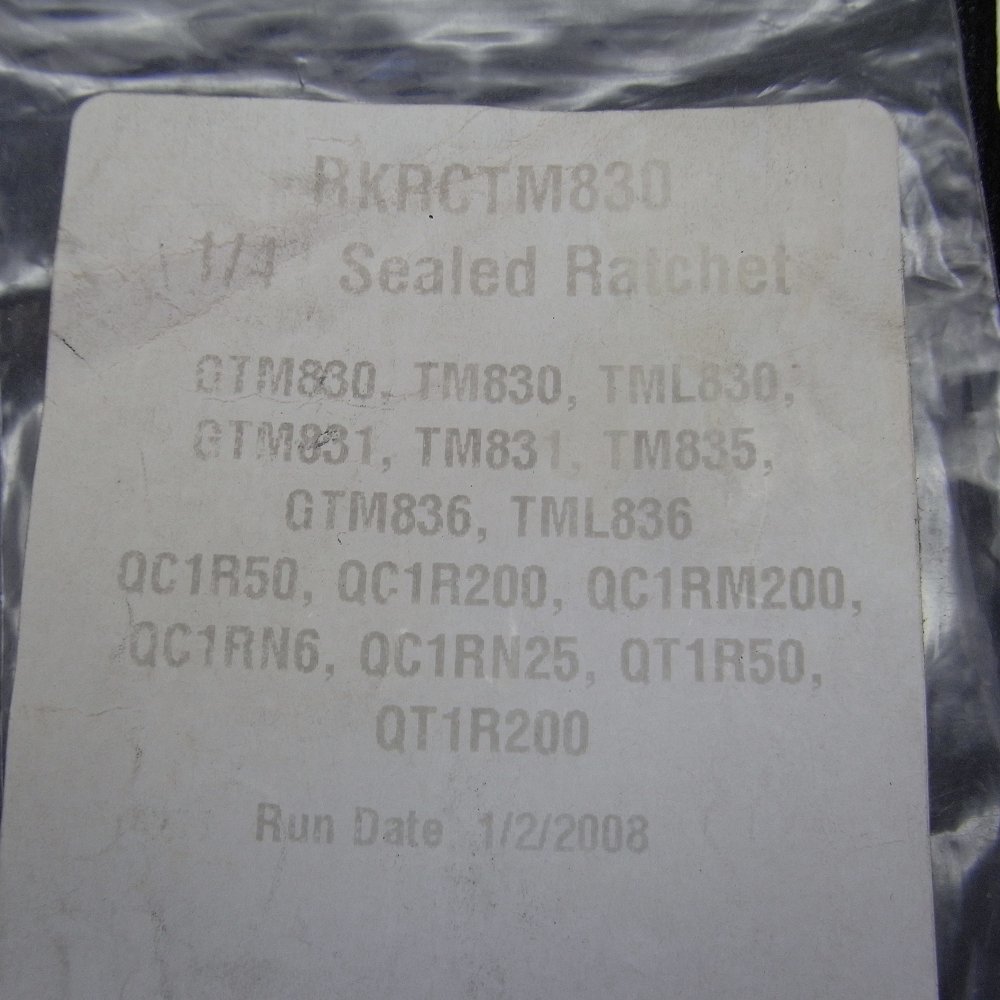 RKRCTM830
1/4 Sealed Ratchet
GTM830, TM830, TML830,
GTM831, TM831, TM835,
GTM836, TML836
QC1R50, QC1R200, QC1RM200,
QC1RN6, QC1RN25, QT1R50,
QT1R200
Run Date 1/2/2008